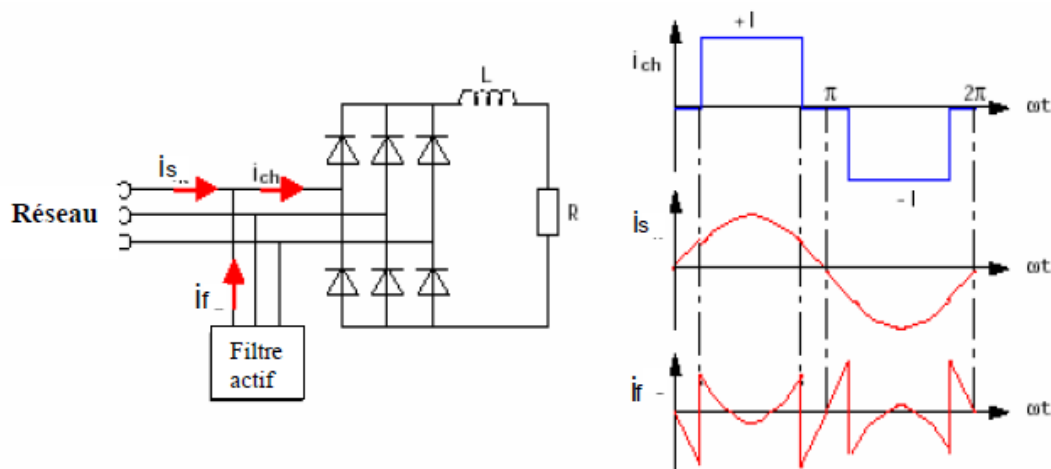 L
R
is
ich
Réseau
if
Filtre
actif
+I
ich
π
2π
ωt
-I
is
ωt
if
ωt